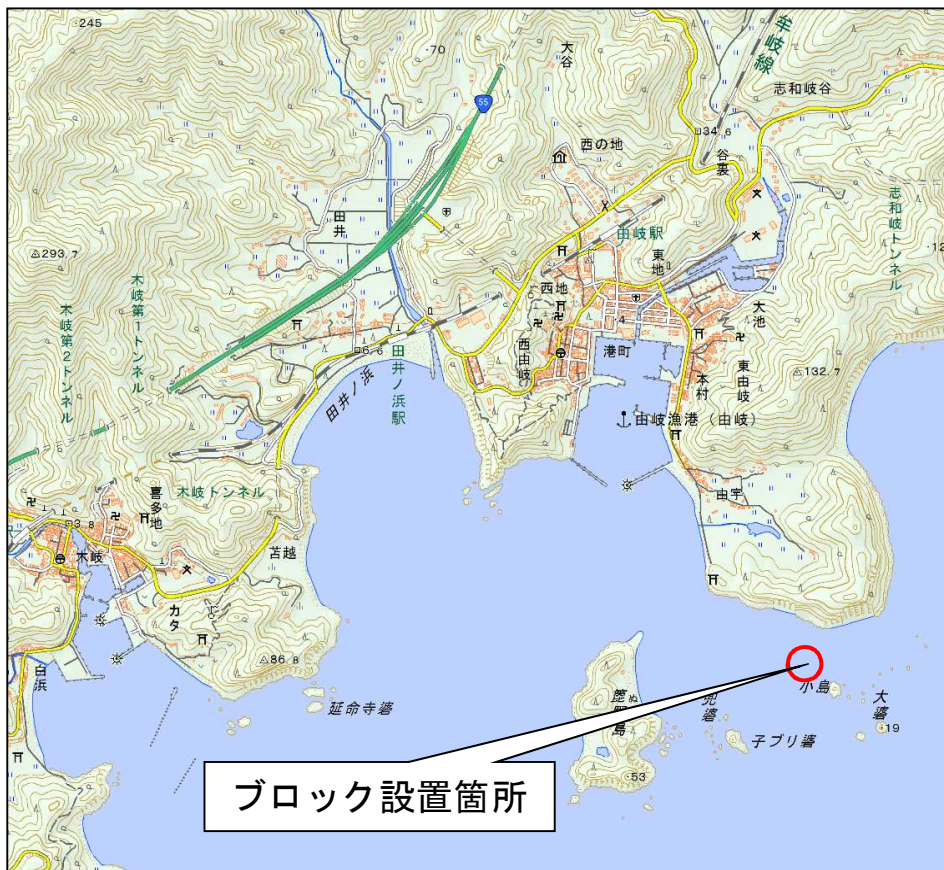 ・245
・70
大谷
牟岐線
55
志和岐谷
34.6
西の地
谷裏
田井
志和岐トンネル
293.7
由岐駅
東地
木岐第1トンネル
木岐第2トンネル
西地
4
大池
6.6
田井ノ浜
田井ノ浜駅
西由岐
港町
本村
東由岐
132.7
由岐漁港(由岐)
木岐トンネル
喜多地
由宇
3.8
木岐
苫越
カタ
86.8
白浜
延命寺碆
小島
大碆
19
子ブリ碆
・53
ブロック設置箇所